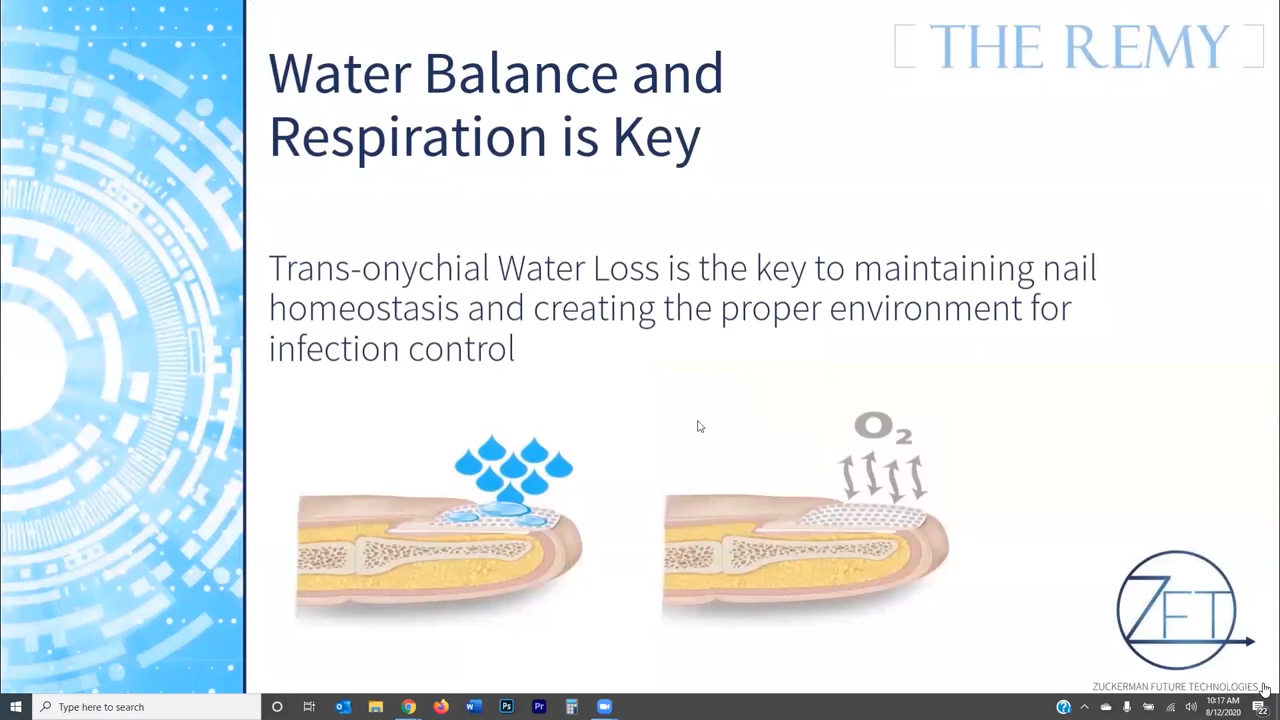 [THE REMY]
Water Balance and
Respiration is Key
Trans-onychial Water Loss is the key to maintaining nail
homeostasis and creating the proper environment for
infection control
O₂
ZFT
ZUCKERMAN FUTURE TECHNOLOGIES
Type here to search
10:17 AM
8/12/2020
22